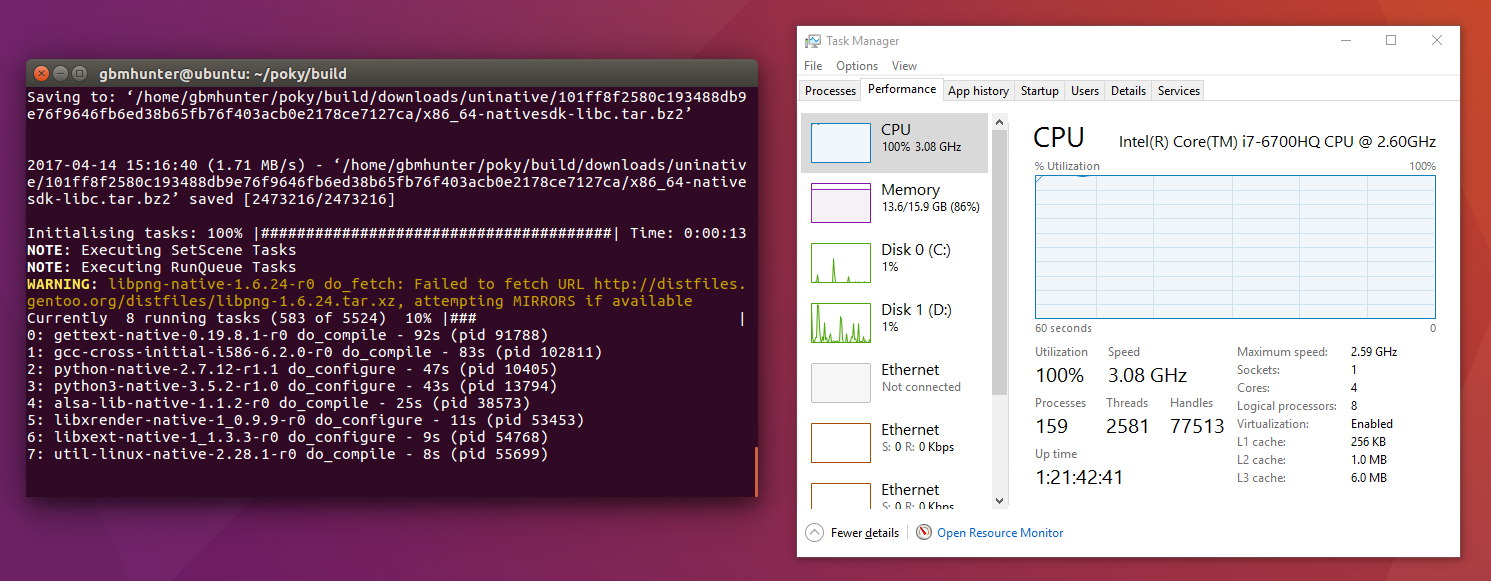 gbmhunter@ubuntu: ~/poky/build
Saving to: ‘/home/gbmhunter/poky/build/downloads/uninative/101ff8f2580c193488db9
e76f9646fb6ed38b65fb76f403acb0e2178ce7127ca/x86_64-nativesdk-libc.tar.bz2’
2017-04-14 15:16:40 (1.71 MB/s) - ‘/home/gbmhunter/poky/build/downloads/uninativ
e/101ff8f2580c193488db9e76f9646fb6ed38b65fb76f403acb0e2178ce7127ca/x86_64-native
sdk-libc.tar.bz2’ saved [2473216/2473216]
Initialising tasks: 100% |#######################################| Time: 0:00:13
NOTE: Executing SetScene Tasks
NOTE: Executing RunQueue Tasks
WARNING: libpng-native-1.6.24-r0 do_fetch: Failed to fetch URL http://distfiles.
gentoo.org/distfiles/libpng-1.6.24.tar.xz, attempting MIRRORS if available
Currently  8 running tasks (583 of 5524)  10% |###                             |
0: gettext-native-0.19.8.1-r0 do_compile - 92s (pid 91788)
1: gcc-cross-initial-i586-6.2.0-r0 do_compile - 83s (pid 102811)
2: python-native-2.7.12-r1.1 do_configure - 47s (pid 10405)
3: python3-native-3.5.2-r1.0 do_configure - 43s (pid 13794)
4: alsa-lib-native-1.1.2-r0 do_compile - 25s (pid 38573)
5: libxrender-native-1_0.9.9-r0 do_configure - 11s (pid 53453)
6: libxext-native-1_1.3.3-r0 do_configure - 9s (pid 54768)
7: util-linux-native-2.28.1-r0 do_compile - 8s (pid 55699)
Task Manager
File Options View
Processes Performance App history Startup Users Details Services
CPU
100% 3.08 GHz
Memory
13.6/15.9 GB (86%)
Disk 0 (C:)
1%
Disk 1 (D:)
1%
Ethernet
Not connected
Ethernet
S: 0 R: 0 Kbps
Ethernet
S: 0 R: 0 Kbps
CPU Intel(R) Core(TM) i7-6700HQ CPU @ 2.60GHz
% Utilization 100%
60 seconds 0
Utilization Speed
100% 3.08 GHz
Processes Threads Handles
159 2581 77513
Up time
1:21:42:41
Maximum speed: 2.59 GHz
Sockets: 1
Cores: 4
Logical processors: 8
Virtualization: Enabled
L1 cache: 256 KB
L2 cache: 1.0 MB
L3 cache: 6.0 MB
Fewer details Open Resource Monitor